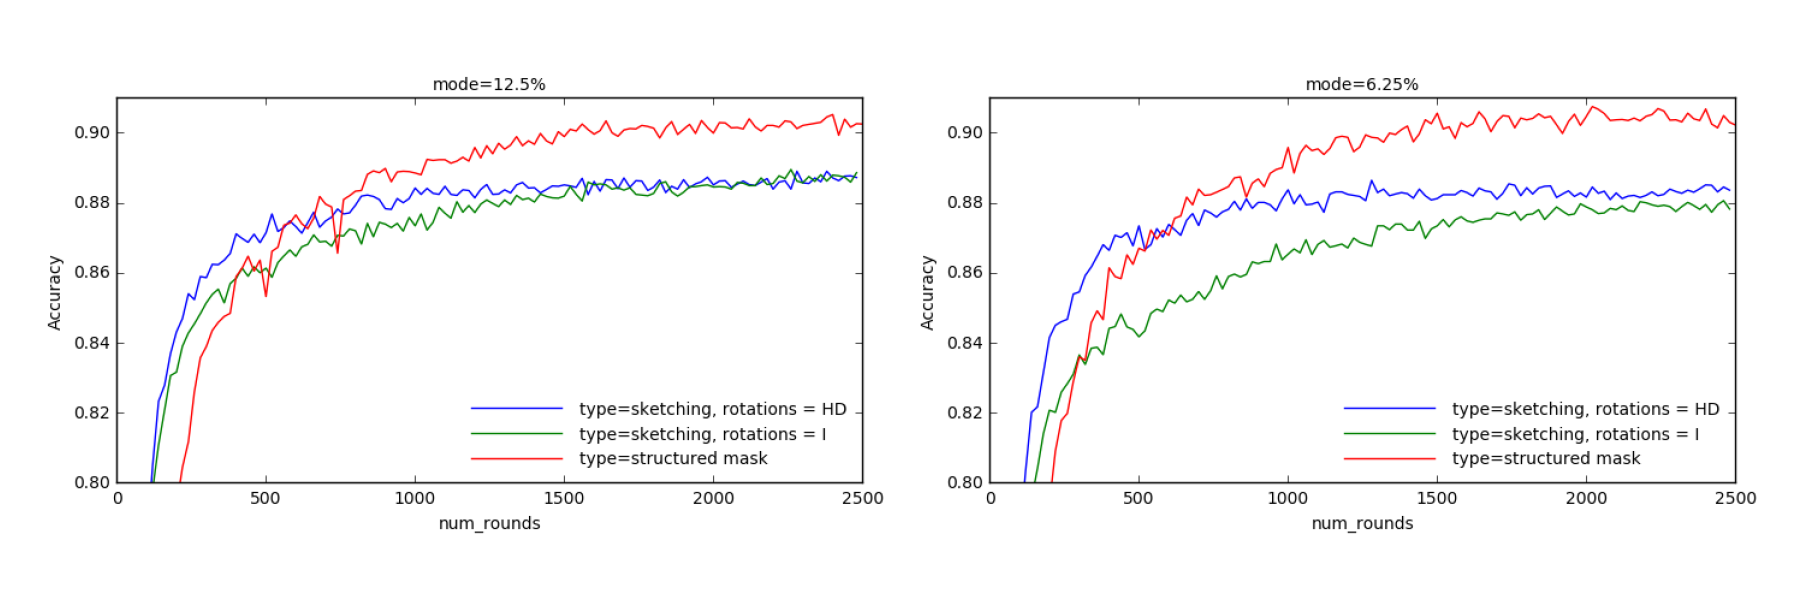 mode=12.5%
0.90
0.88
0.86
0.84
0.82
0.80
Accuracy
type=sketching, rotations = HD
type=sketching, rotations = I
type=structured mask
0 500 1000 1500 2000 2500
num_rounds
mode=6.25%
0.90
0.88
0.86
0.84
0.82
0.80
Accuracy
type=sketching, rotations = HD
type=sketching, rotations = I
type=structured mask
0 500 1000 1500 2000 2500
num_rounds